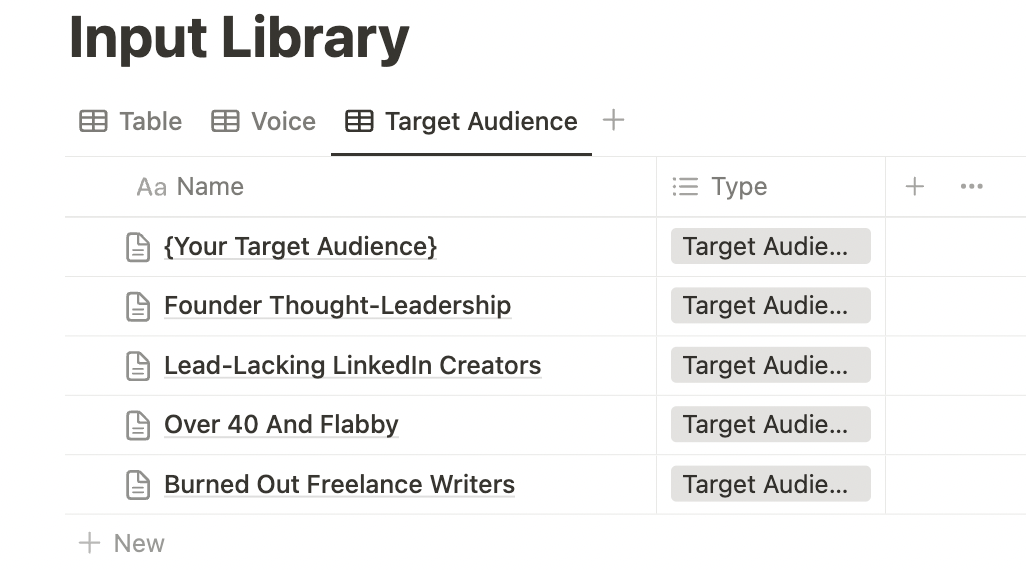 Input Library
Table Voice Target Audience +
Aa Name Type + ...
{Your Target Audience} Target Audie...
Founder Thought-Leadership Target Audie...
Lead-Lacking LinkedIn Creators Target Audie...
Over 40 And Flabby Target Audie...
Burned Out Freelance Writers Target Audie...
+ New